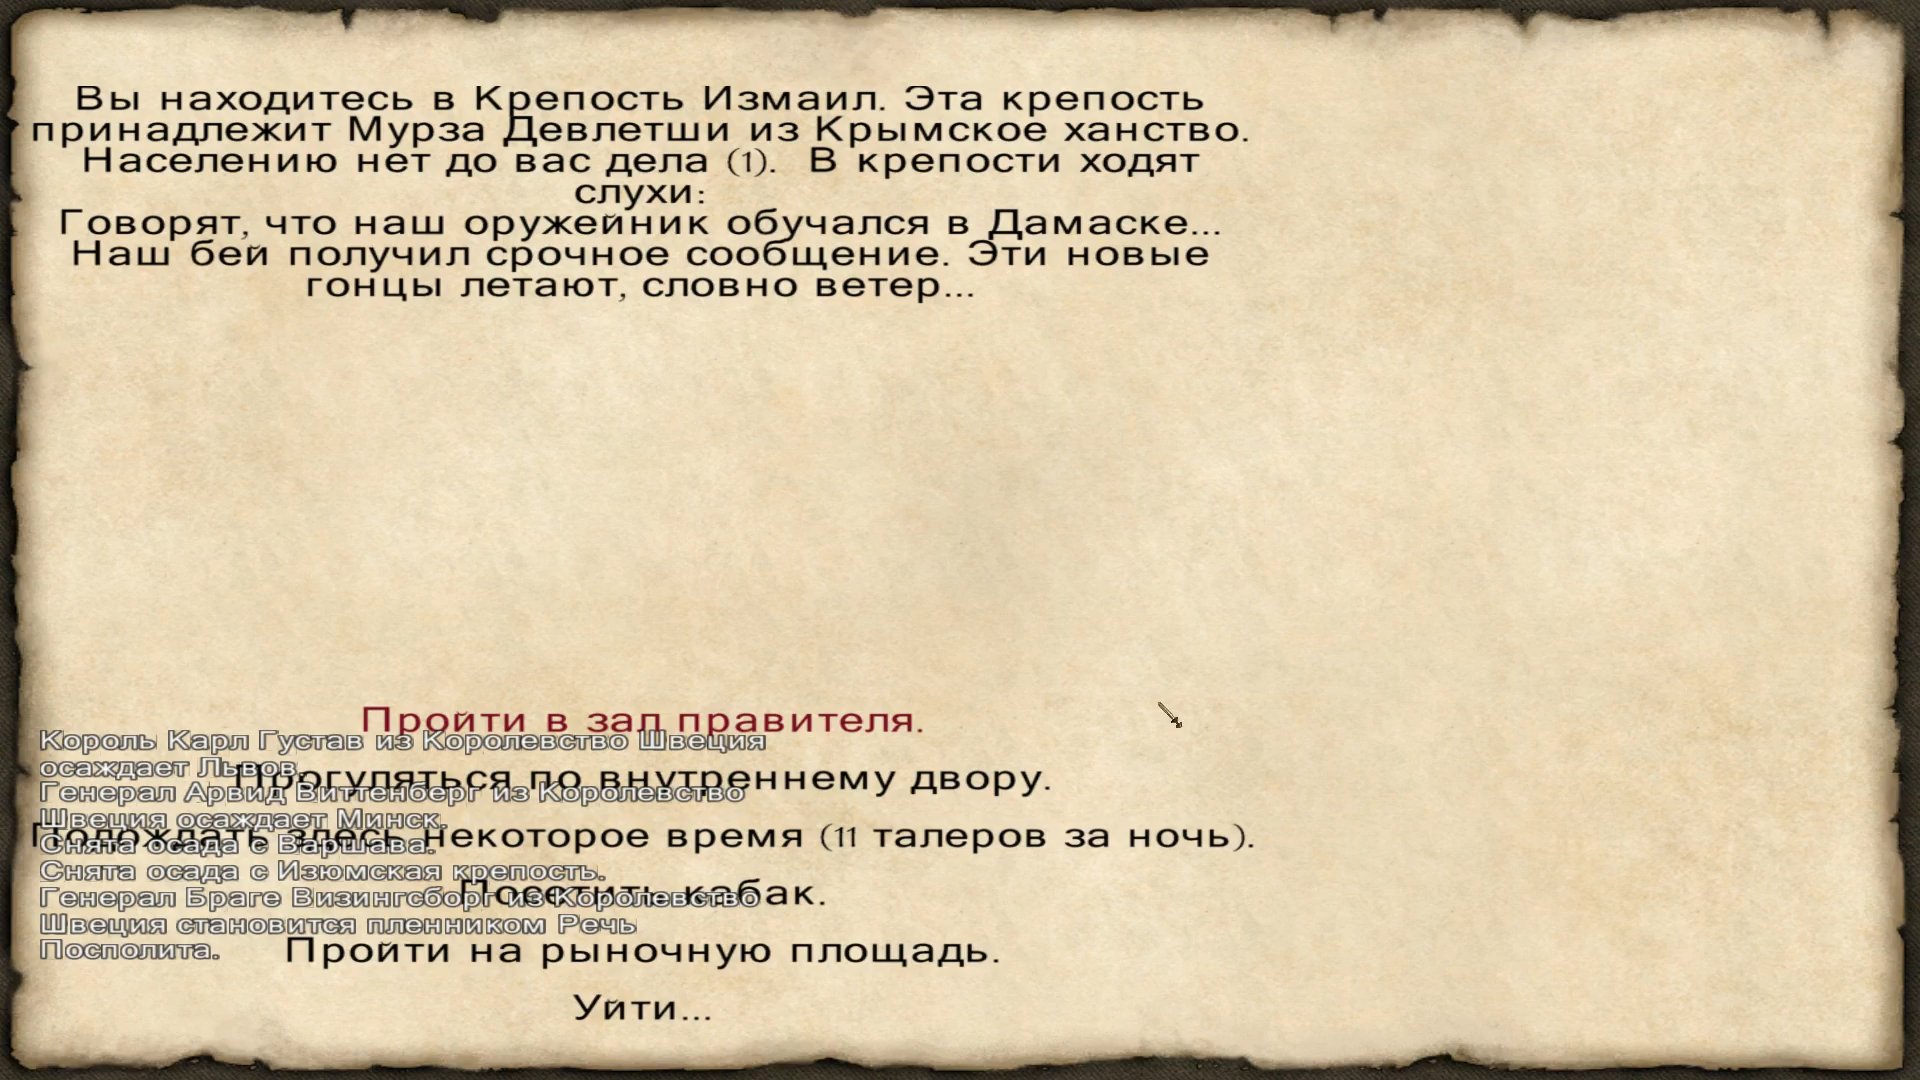 Вы находитесь в Крепость Измаил. Эта крепость
принадлежит Мурза Девлетши из Крымское ханство.
Населению нет до вас дела (1). В крепости ходят
слухи:
Говорят, что наш оружейник обучался в Дамаске...
Наш бей получил срочное сообщение. Эти новые
гонцы летают, словно ветер...
Пройти в зал правителя.
Прогуляться по внутреннему двору.
Подождать здесь некоторое время (11 талеров за ночь).
Посетить кабак.
Пройти на рыночную площадь.
Уйти...
Король Карл Густав из Королевство Швеция
осаждает Львов.
Генерал Арвид Виттенберг из Королевство
Швеция осаждает Минск.
Снята осада с Варшава.
Снята осада с Изюмская крепость.
Генерал Браге Визингсборг из Королевство
Швеция становится пленником Речь
Посполита.